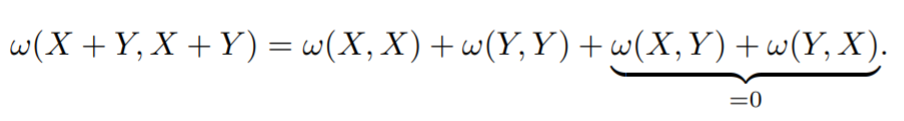 ω(X + Y, X + Y) = ω(X, X) + ω(Y, Y) + ω(X, Y) + ω(Y, X).
=0